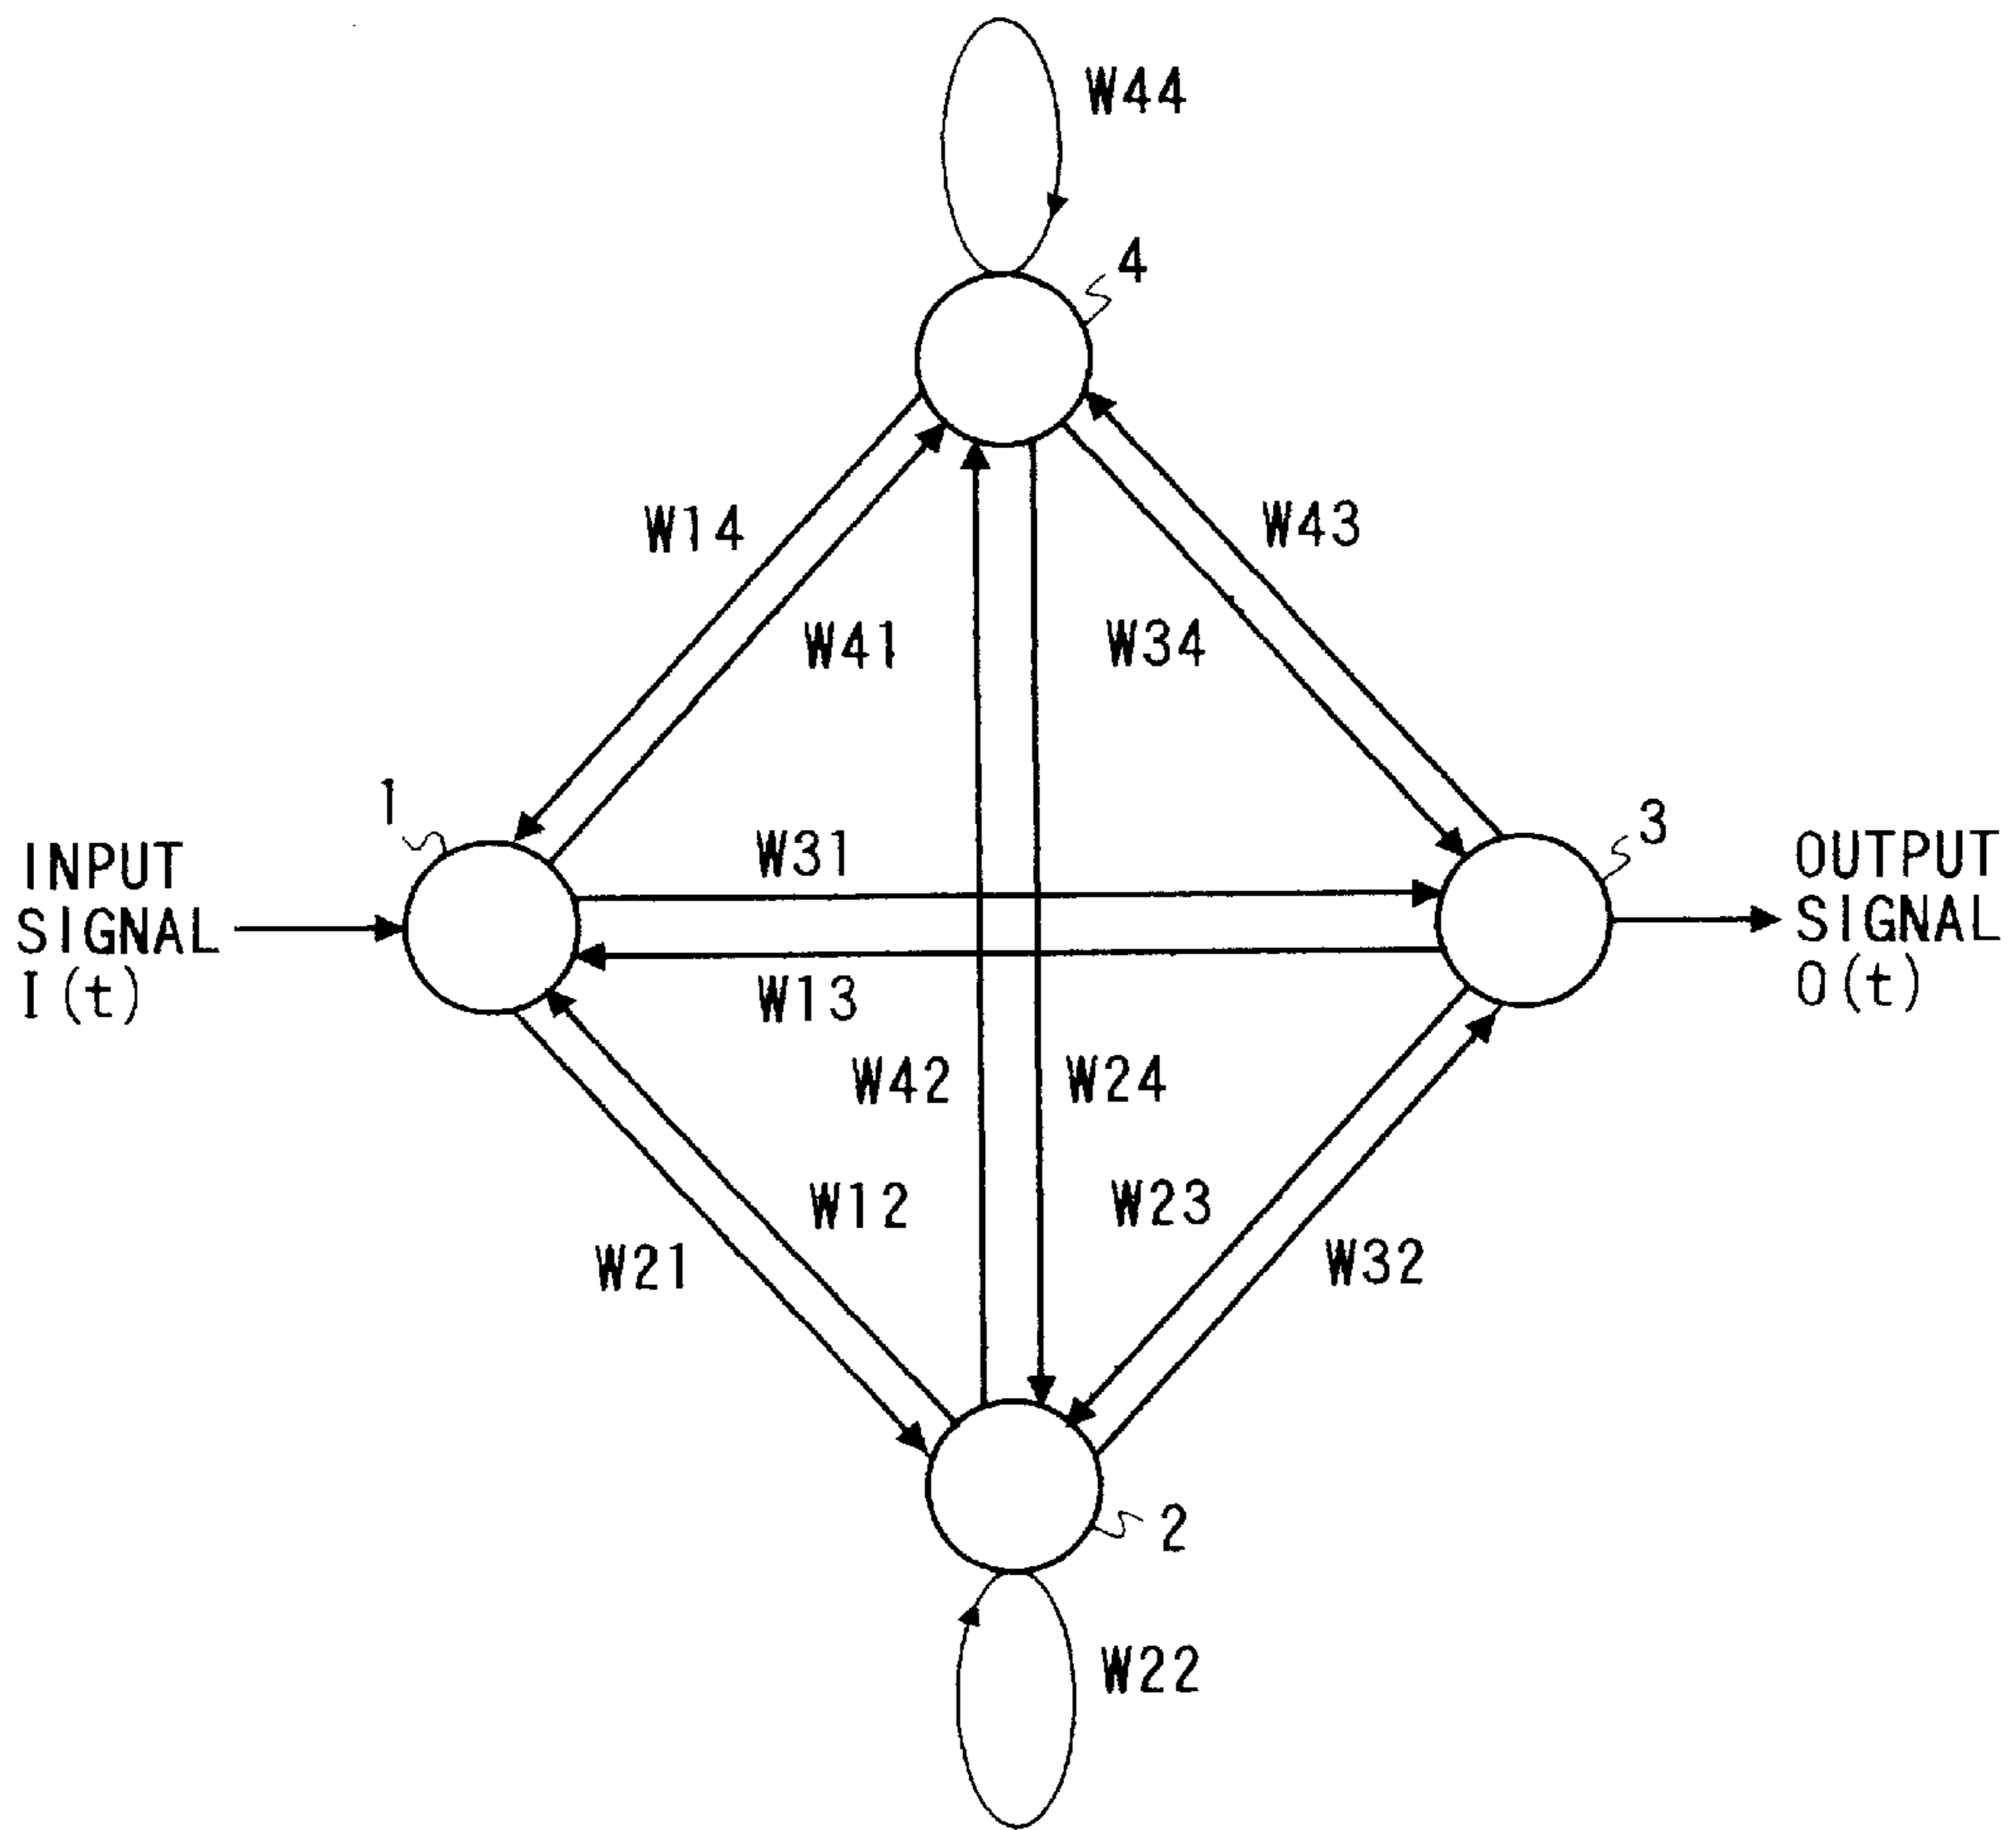 W44
4
W14
W43
W41
W34
1
3
INPUT
SIGNAL
I(t)
W31
OUTPUT
SIGNAL
O(t)
W13
W42
W24
W12
W23
W21
W32
2
W22